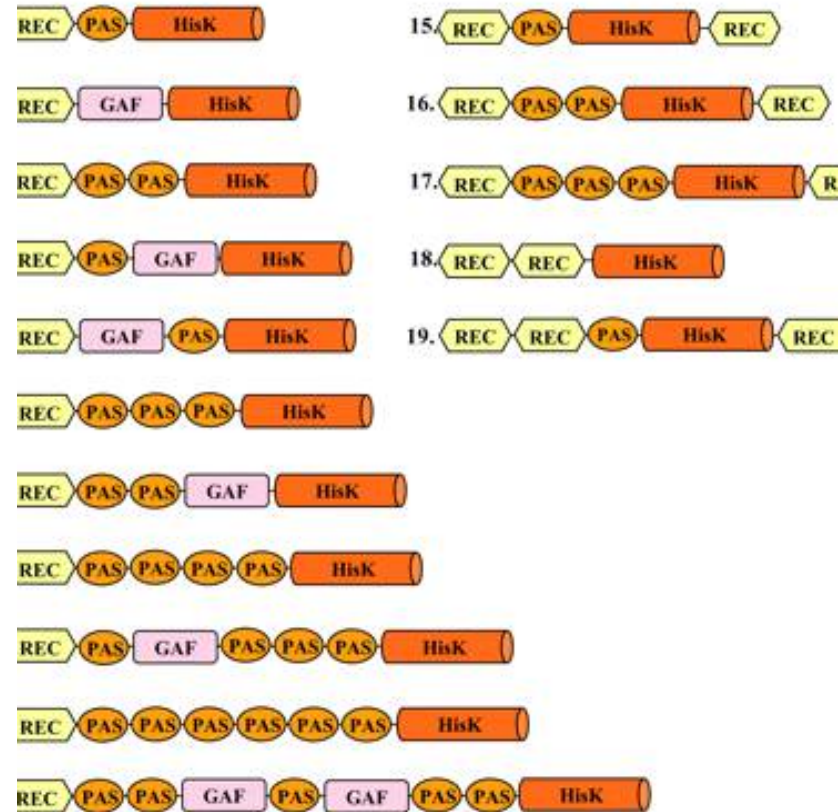 REC PAS HisK
REC GAF HisK
REC PAS PAS HisK
REC PAS GAF HisK
REC GAF PAS HisK
REC PAS PAS PAS HisK
REC PAS PAS GAF HisK
REC PAS PAS PAS PAS HisK
REC PAS GAF PAS PAS PAS HisK
REC PAS PAS PAS PAS PAS PAS HisK
REC PAS PAS GAF PAS GAF PAS PAS HisK
15. REC PAS HisK REC
16. REC PAS PAS HisK REC
17. REC PAS PAS PAS HisK R
18. REC REC HisK
19. REC REC PAS HisK REC